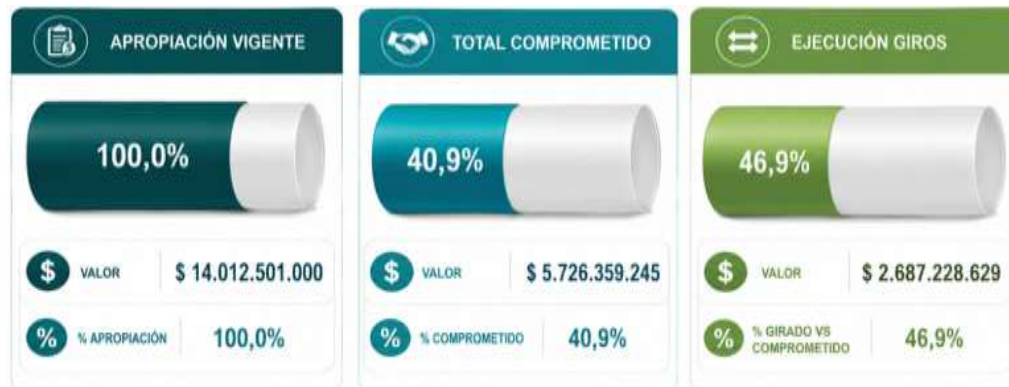 APROPIACIÓN VIGENTE
100,0%
$ VALOR $ 14.012.501.000
% % APROPIACIÓN 100,0%
TOTAL COMPROMETIDO
40,9%
$ VALOR $ 5.726.359.245
% % COMPROMETIDO 40,9%
EJECUCIÓN GIROS
46,9%
$ VALOR $ 2.687.228.629
% % GIRADO VS
COMPROMETIDO 46,9%